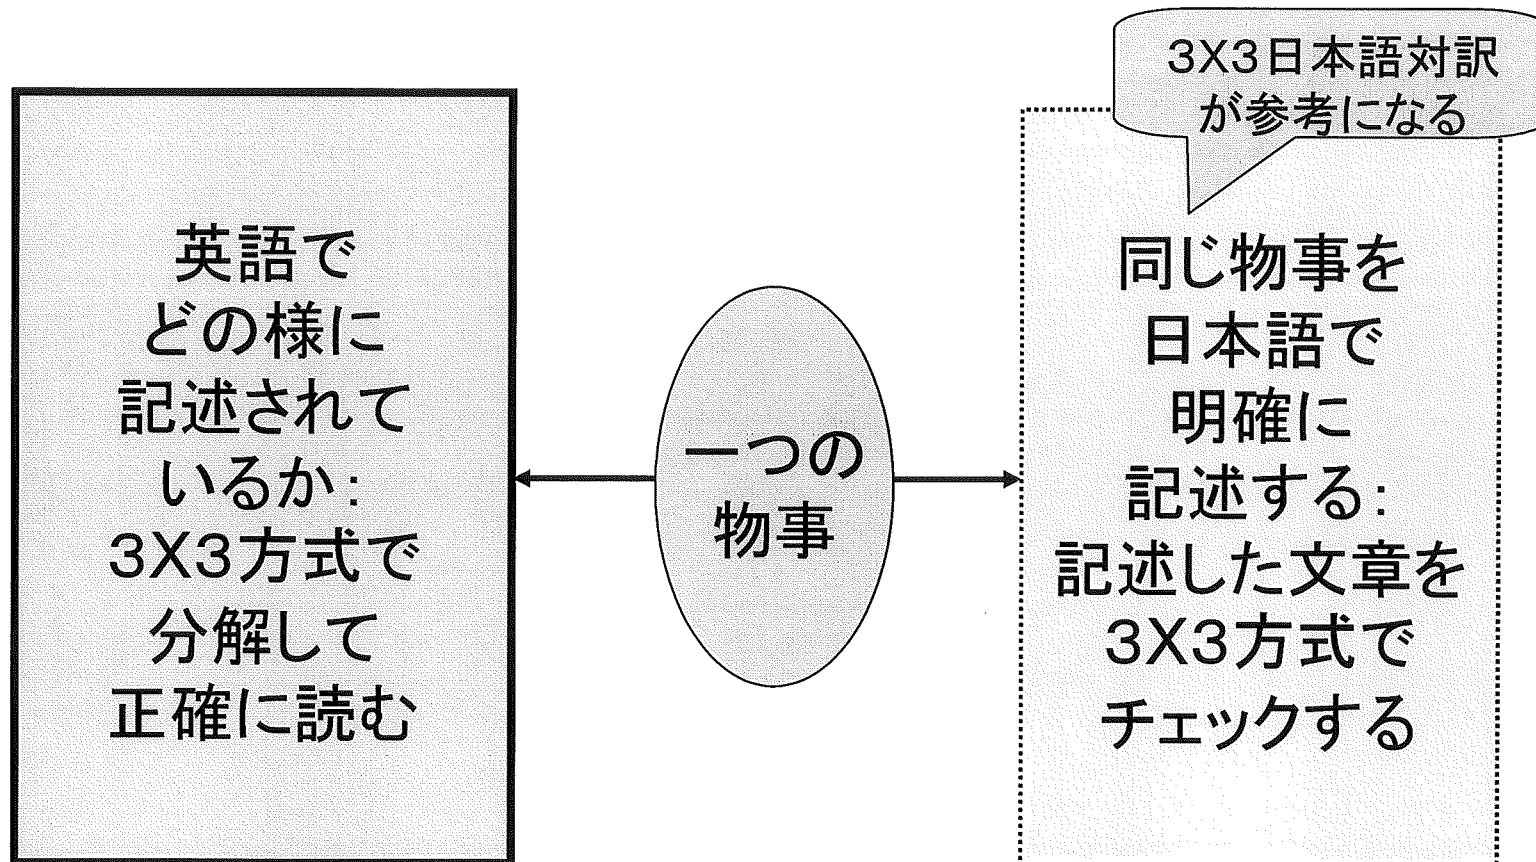 英語で
どの様に
記述されて
いるか:
3X3方式で
分解して
正確に読む
一つの
物事
3X3日本語対訳
が参考になる
同じ物事を
日本語で
明確に
記述する:
記述した文章を
3X3方式で
チェックする